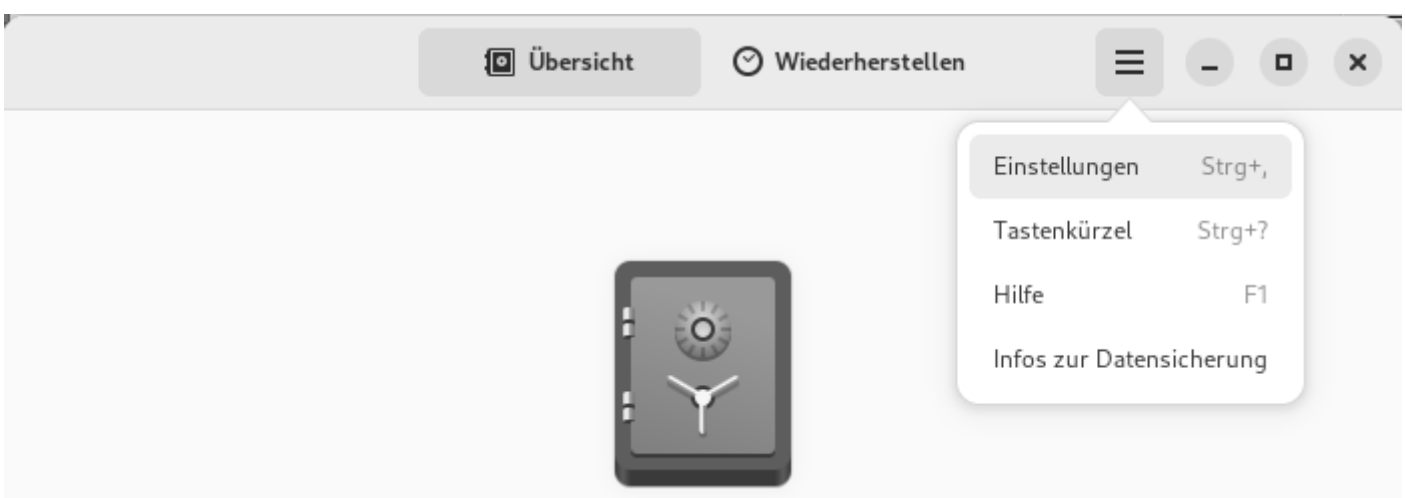 Übersicht
Wiederherstellen
Einstellungen Strg+,
Tastenkürzel Strg+?
Hilfe F1
Infos zur Datensicherung